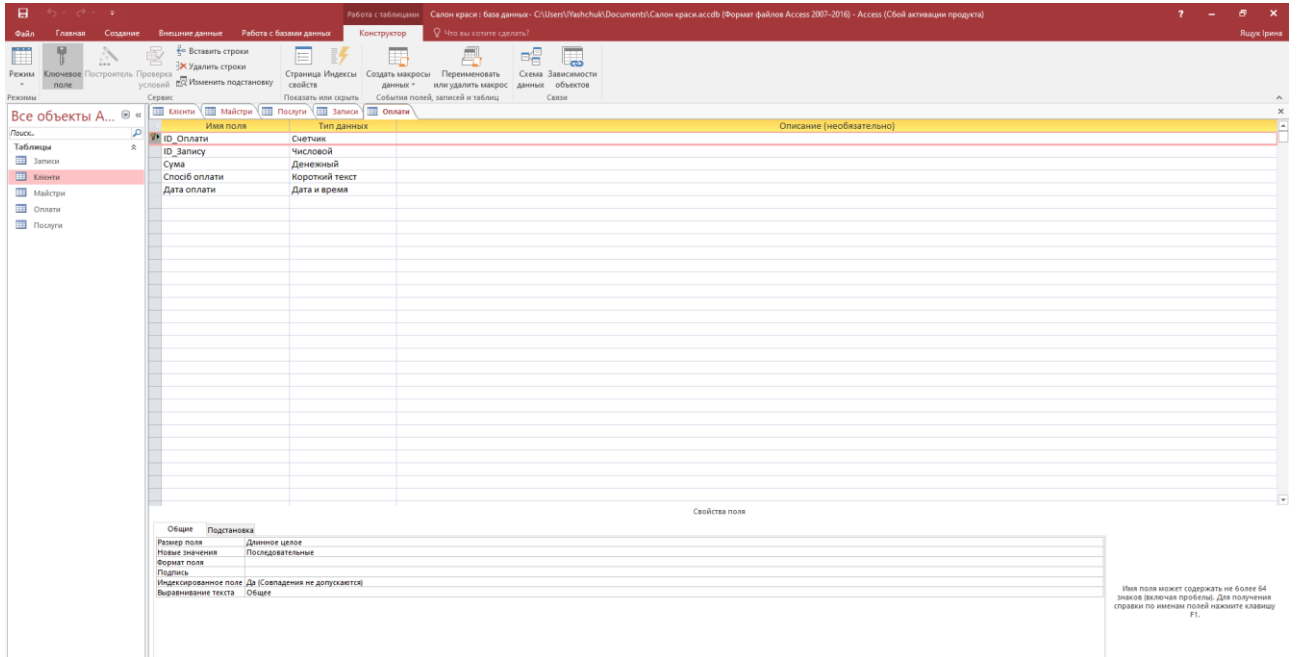 Работа с таблицами Салон краси : база данных- C:\Users\IYashchuk\Documents\Салон краси.accdb (Формат файлов Access 2007–2016) - Access (Сбой активации продукта) ?
Файл Главная Создание Внешние данные Работа с базами данных Конструктор Что вы хотите сделать? Ящук Ірина
Вставить строки
Удалить строки
Изменить подстановку
Режим Ключевое поле Построитель Проверка условий Страница свойств Индексы Создать макросы данных Переименовать или удалить макрос Схема данных Зависимости объектов
Режимы Сервис Показать или скрыть События полей, записей и таблиц Связи
Все объекты A... «
Поиск...
Таблицы
Записи
Клієнти
Майстри
Оплати
Послуги
Клієнти Майстри Послуги Записи Оплати
Имя поля Тип данных Описание (необязательно)
ID_Оплати Счетчик
ID_Запису Числовой
Сума Денежный
Спосіб оплати Короткий текст
Дата оплати Дата и время
Свойства поля
Общие Подстановка
Размер поля Длинное целое
Новые значения Последовательные
Формат поля
Подпись
Индексированное поле Да (Совпадения не допускаются)
Выравнивание текста Общее
Имя поля может содержать не более 64
знаков (включая пробелы). Для получения
справки по именам полей нажмите клавишу
F1.